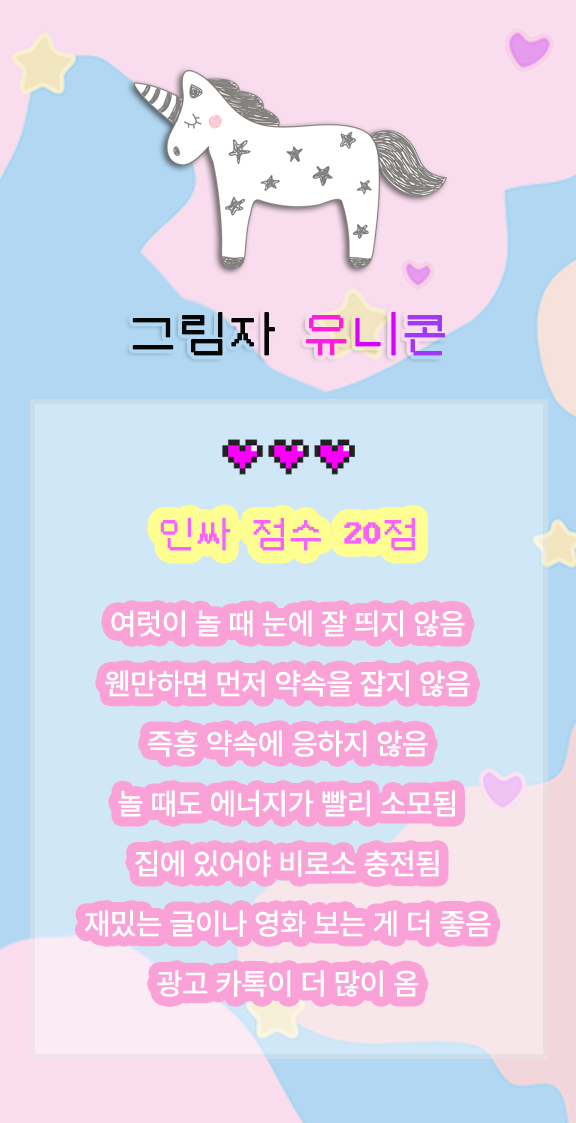 그림자 유니콘
인싸 점수 20점
여럿이 놀 때 눈에 잘 띄지 않음
웬만하면 먼저 약속을 잡지 않음
즉흥 약속에 응하지 않음
놀 때도 에너지가 빨리 소모됨
집에 있어야 비로소 충전됨
재밌는 글이나 영화 보는 게 더 좋음
광고 카톡이 더 많이 옴